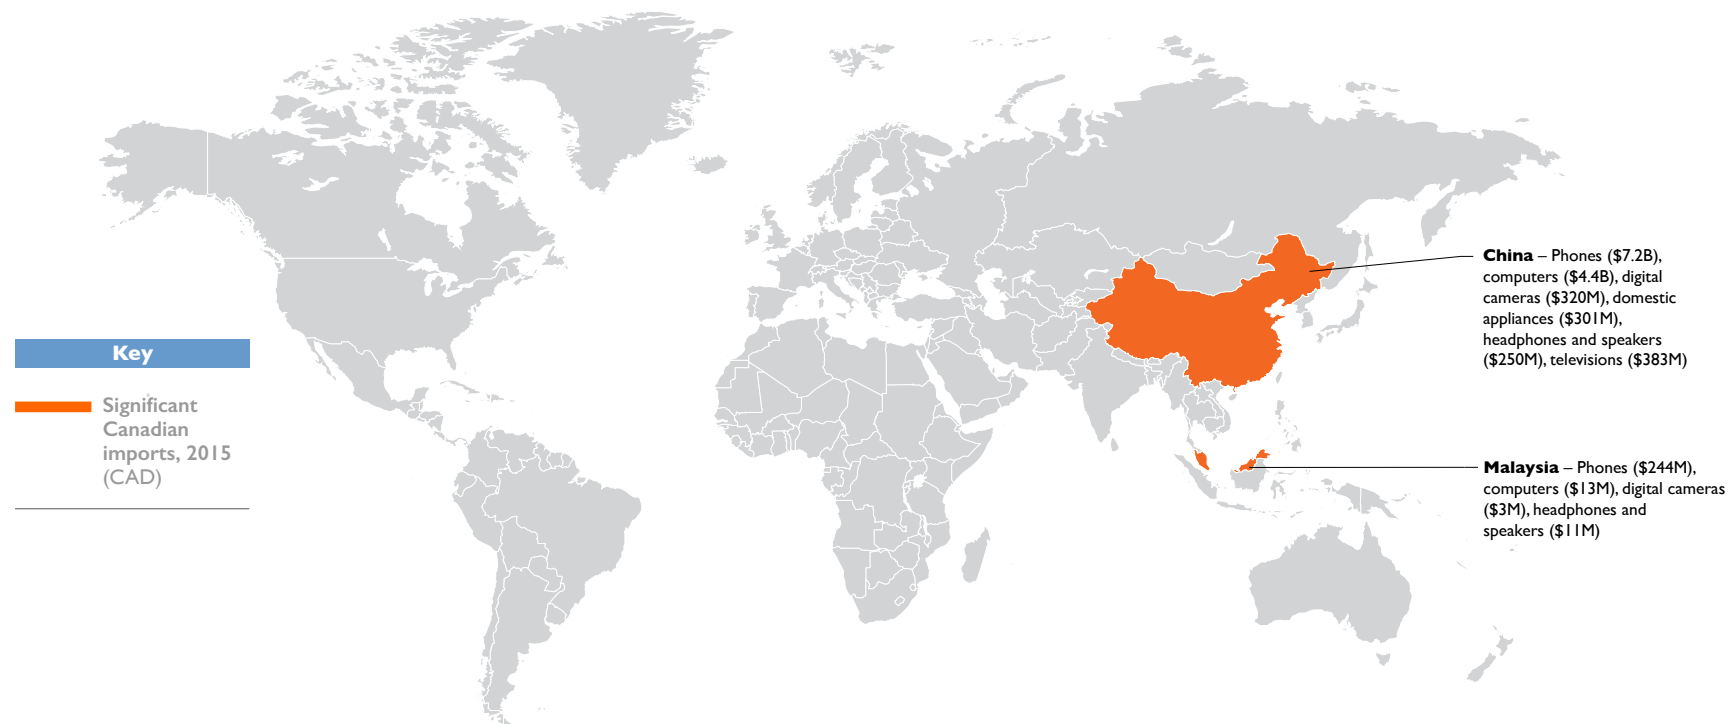 China – Phones ($7.2B),
computers ($4.4B), digital
cameras ($320M), domestic
appliances ($301M),
headphones and speakers
($250M), televisions ($383M)
Key
Significant
Canadian
imports, 2015
(CAD)
Malaysia – Phones ($244M),
computers ($13M), digital cameras
($3M), headphones and
speakers ($11M)